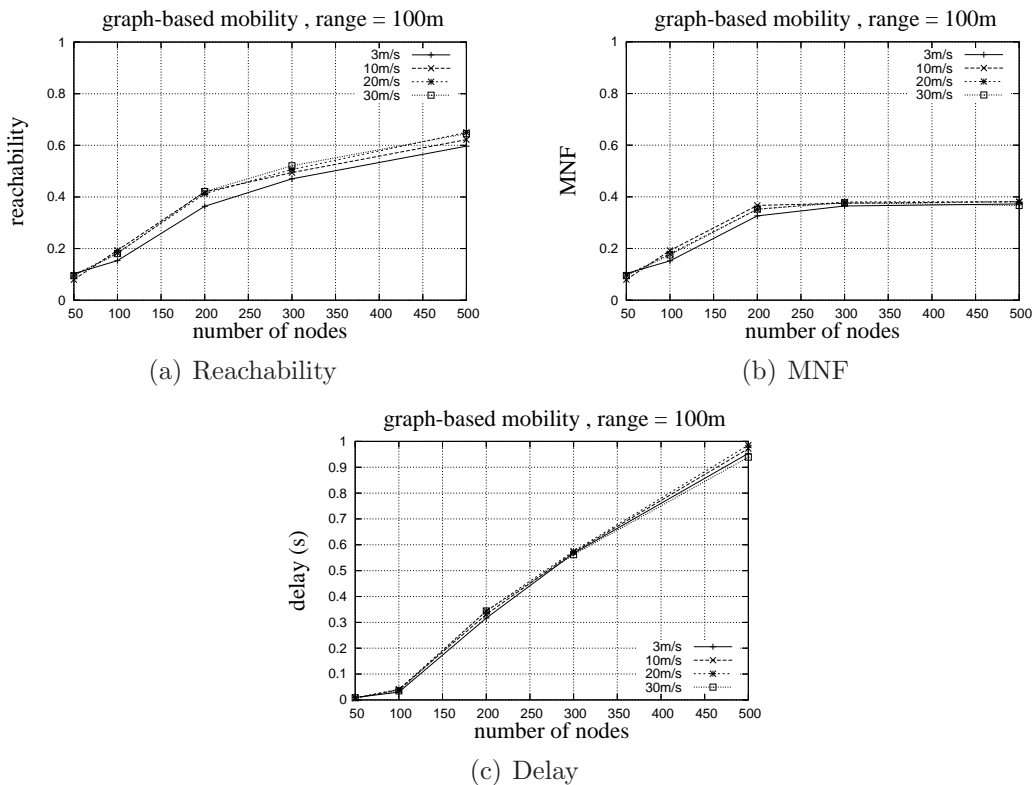 graph-based mobility , range = 100m
1
0.8
0.6
0.4
0.2
0
50 100 150 200 250 300 350 400 450 500
reachability
number of nodes
3m/s
10m/s
20m/s
30m/s
(a) Reachability
graph-based mobility , range = 100m
1
0.8
0.6
0.4
0.2
0
50 100 150 200 250 300 350 400 450 500
MNF
number of nodes
3m/s
10m/s
20m/s
30m/s
(b) MNF
graph-based mobility , range = 100m
1
0.9
0.8
0.7
0.6
0.5
0.4
0.3
0.2
0.1
0
50 100 150 200 250 300 350 400 450 500
delay (s)
number of nodes
3m/s
10m/s
20m/s
30m/s
(c) Delay